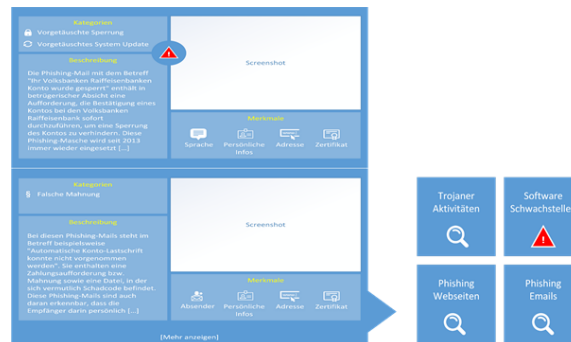 Kategorien
Vorgetäuschte Sperrung
Vorgetäuschtes System Update
Beschreibung
Die Phishing-Mail mit dem Betreff
"Ihr Volksbanken Raiffeisenbanken
Konto wurde gesperrt" enthält in
betrügerischer Absicht eine
Aufforderung, die Bestätigung eines
Kontos bei den Volksbanken
Raiffeisenbank sofort
durchzuführen, um eine Sperrung
des Kontos zu verhindern. Diese
Phishing-Masche wird seit 2013
immer wieder eingesetzt [...]
Screenshot
Merkmale
Sprache
Persönliche
Infos
Adresse
Zertifikat
Kategorien
§ Falsche Mahnung
Beschreibung
Bei diesen Phishing-Mails steht im
Betreff beispielsweise
"Automatische Konto-Lastschrift
konnte nicht vorgenommen
werden". Sie enthalten eine
Zahlungsaufforderung bzw.
Mahnung sowie eine Datei, in der
sich vermutlich Schadcode befindet.
Diese Phishing-Mails sind auch
daran erkennbar, dass die
Empfänger darin persönlich [...]
Screenshot
Merkmale
Absender
Persönliche
Infos
Adresse
Zertifikat
[Mehr anzeigen]
Trojaner
Aktivitäten
Software
Schwachstelle
Phishing
Webseiten
Phishing
Emails